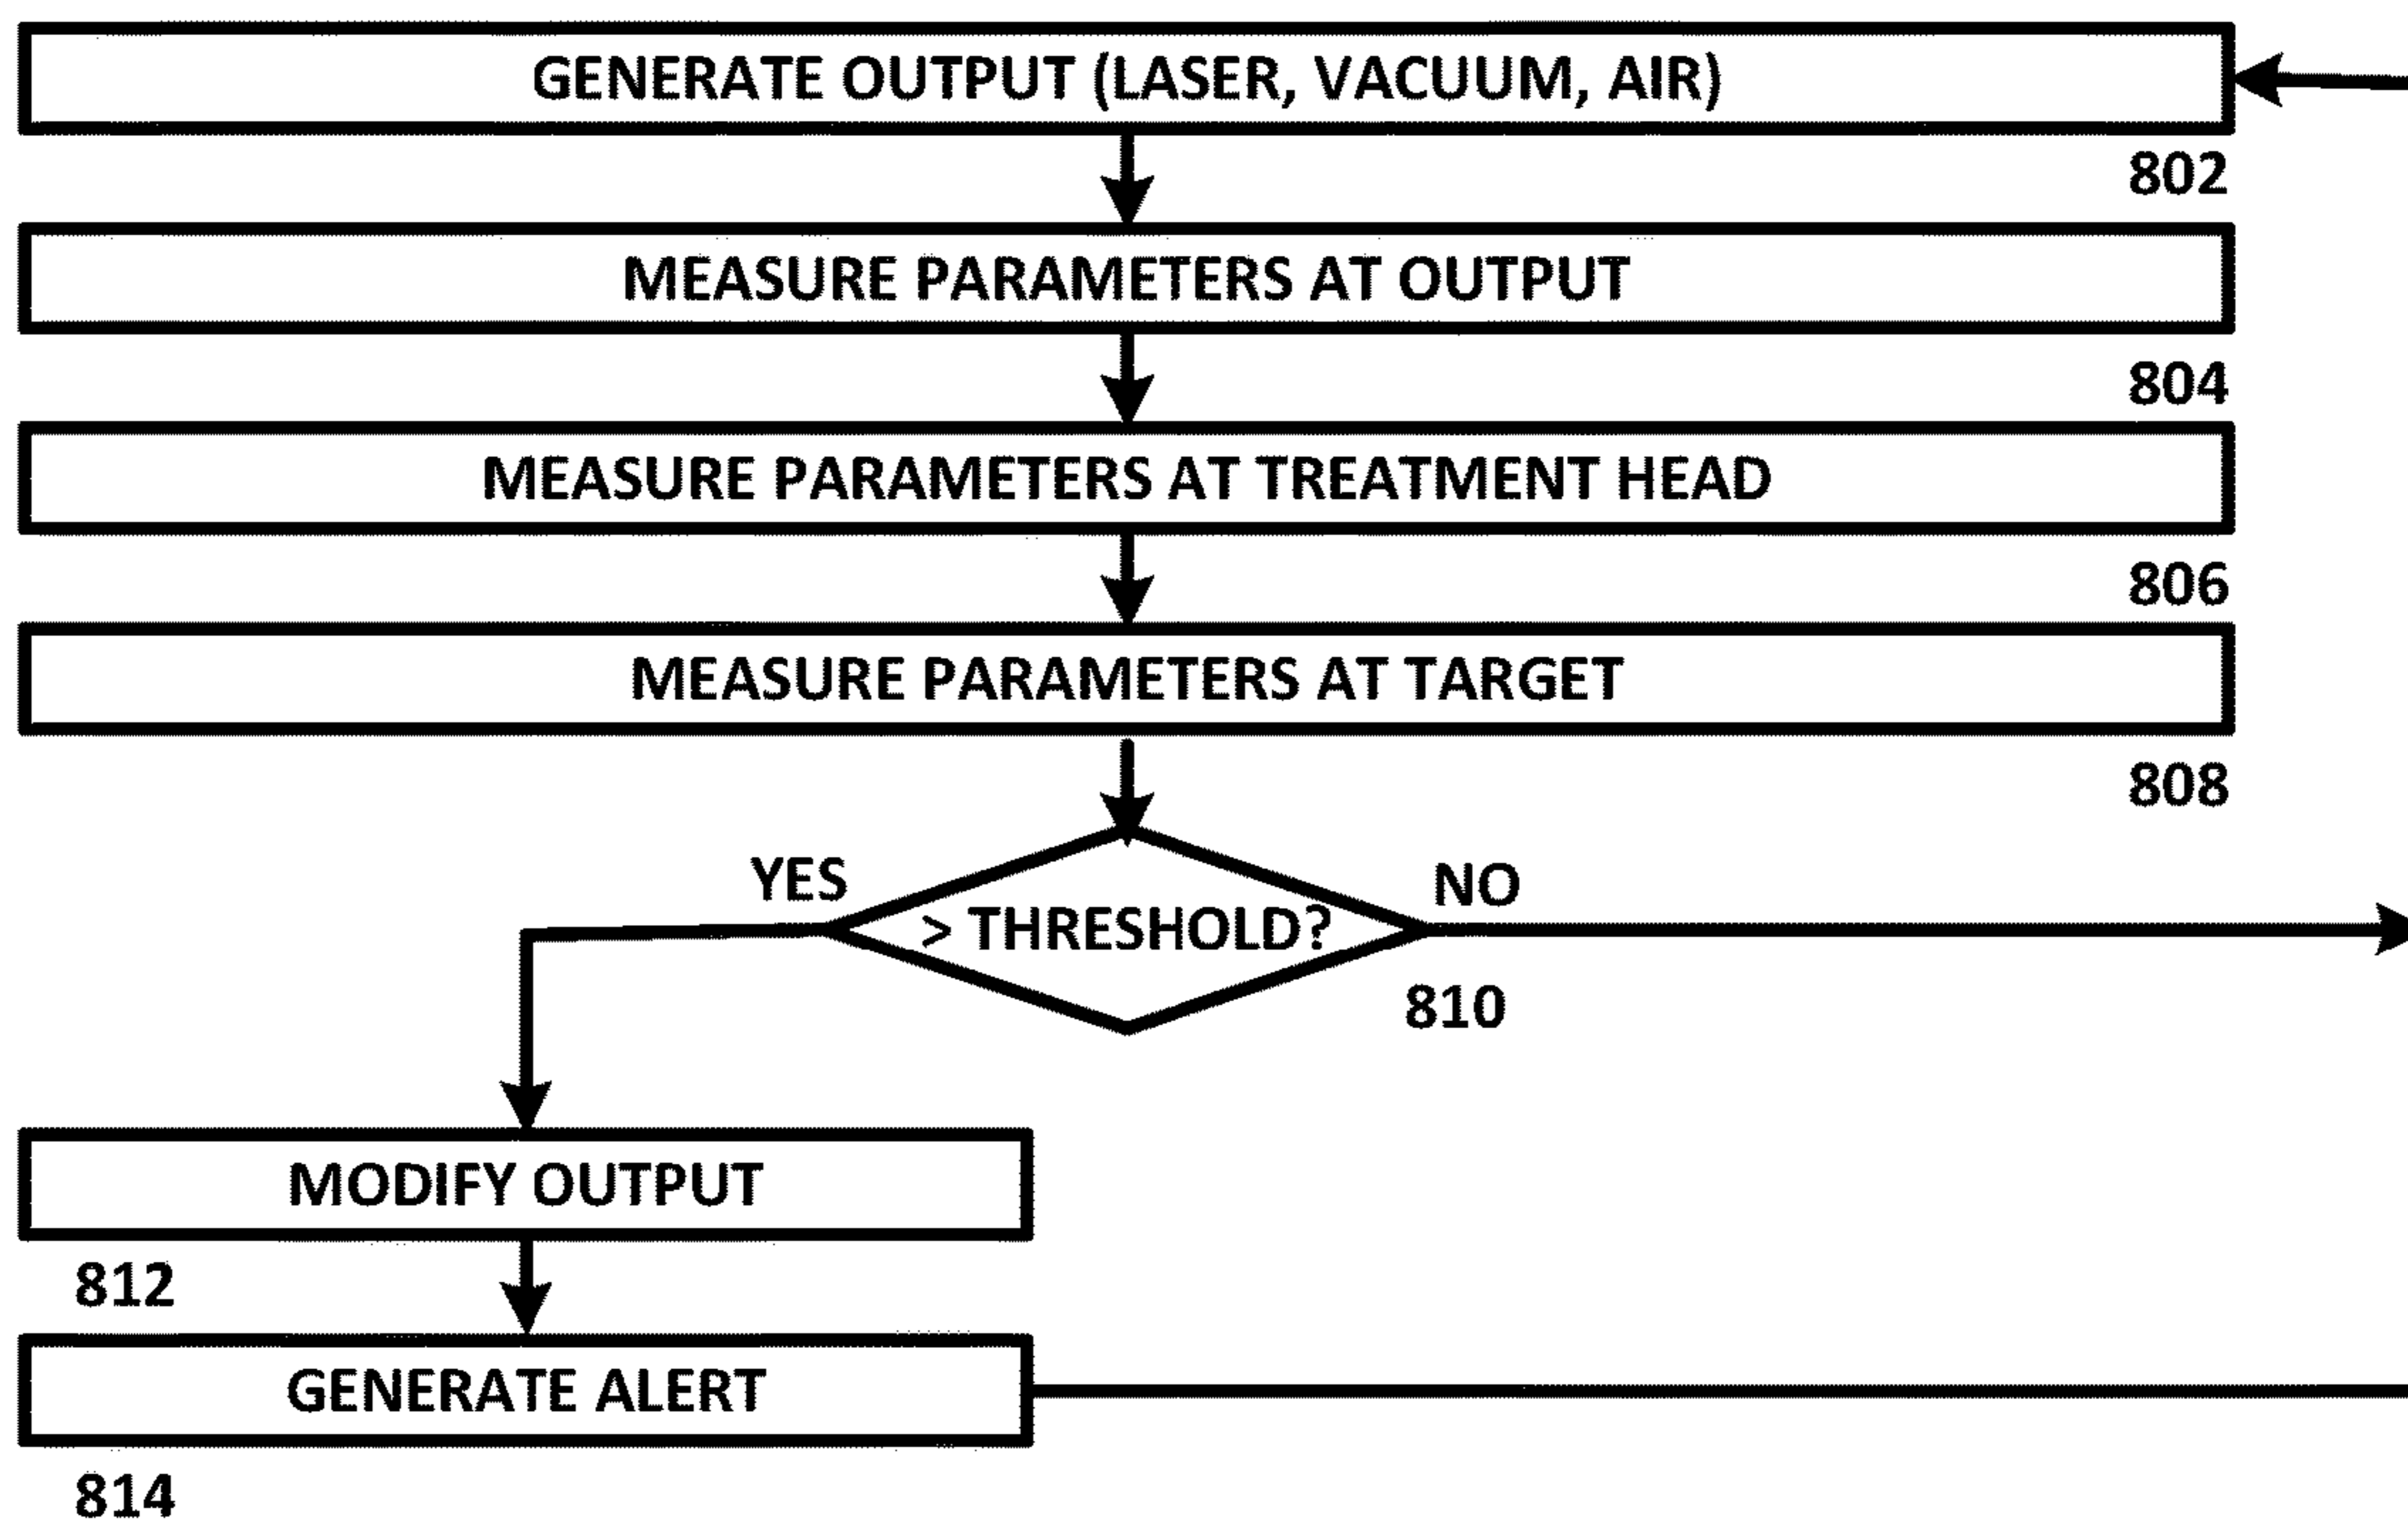 GENERATE OUTPUT (LASER, VACUUM, AIR)
802
MEASURE PARAMETERS AT OUTPUT
804
MEASURE PARAMETERS AT TREATMENT HEAD
806
MEASURE PARAMETERS AT TARGET
808
YES
NO
> THRESHOLD?
810
MODIFY OUTPUT
812
GENERATE ALERT
814